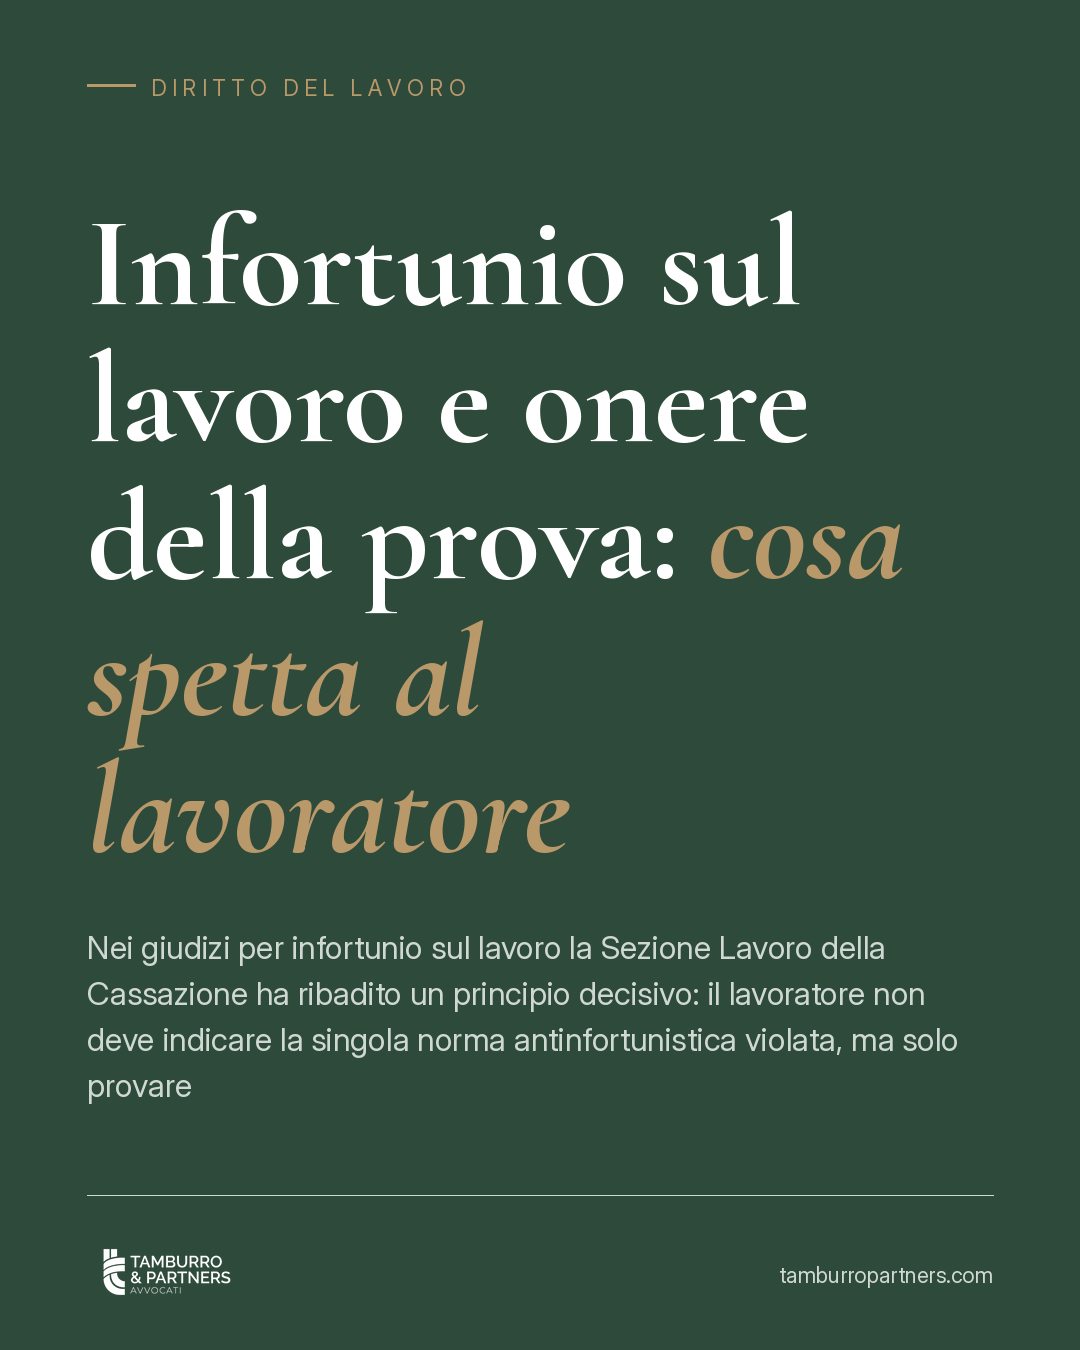 DIRITTO DEL LAVORO
Infortunio sul
lavoro e onere
della prova: cosa
spetta al
lavoratore
Nei giudizi per infortunio sul lavoro la Sezione Lavoro della
Cassazione ha ribadito un principio decisivo: il lavoratore non
deve indicare la singola norma antinfortunistica violata, ma solo
provare
TAMBURRO
& PARTNERS
AVVOCATI
tamburropartners.com